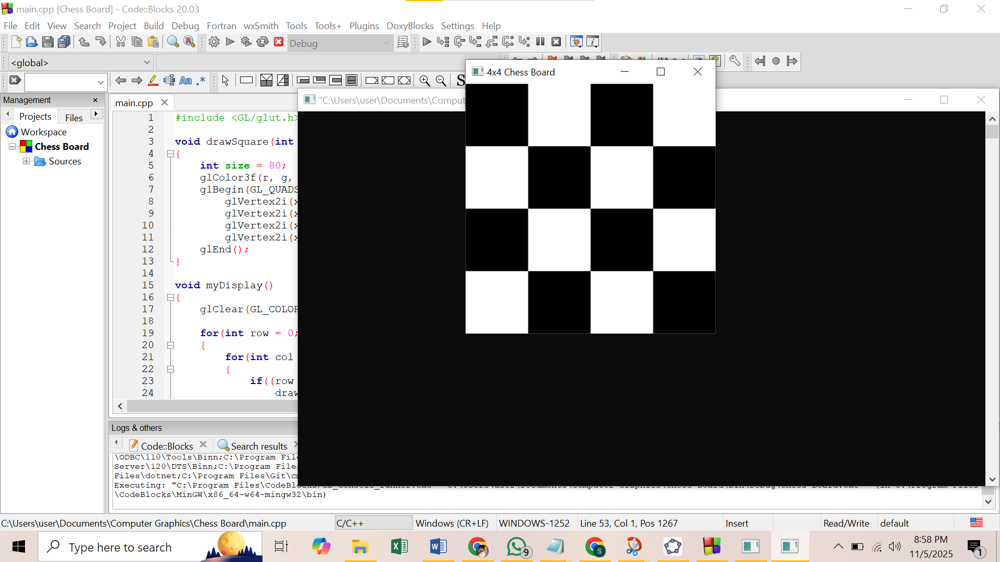 main.cpp [Chess Board] - Code::Blocks 20.03
File Edit View Search Project Build Debug Fortran wxSmith Tools Tools+ Plugins DoxyBlocks Settings Help
Debug
<global>
4x4 Chess Board
Management
Projects
Files
Workspace
Chess Board
Sources
main.cpp
"C:\Users\user\Documents\Comput
1 #include <GL/glut.h>
2
3 void drawSquare(int
4 {
5 int size = 80;
6 glColor3f(r, g,
7 glBegin(GL_QUADS
8 glVertex2i(x
9 glVertex2i(x
10 glVertex2i(x
11 glVertex2i(x
12 glEnd();
13 }
14
15 void myDisplay()
16 {
17 glClear(GL_COLOR
18
19 for(int row = 0;
20 {
21 for(int col
22 {
23 if((row
24 draw
Logs & others
Code::Blocks
Search results
\ODBC\110\Tools\Binn;C:\Program File
Server\120\DTS\Binn;C:\Program Files
Files\dotnet;C:\Program Files\Git\cm
Executing: "C:\Program Files\CodeBlocks
\CodeBlocks\MinGW\x86_64-w64-mingw32\bin)
C:\Users\user\Documents\Computer Graphics\Chess Board\main.cpp C/C++ Windows (CR+LF) WINDOWS-1252 Line 53, Col 1, Pos 1267 Insert Read/Write default
Type here to search
9
S
8:58 PM
11/5/2025
1